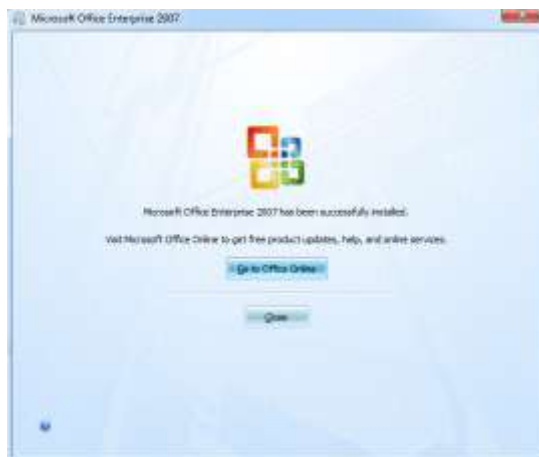 Microsoft Office Enterprise 2007
Microsoft Office Enterprise 2007 has been successfully installed.
Visit Microsoft Office Online to get free product updates, help, and online services.
Go to Office Online
Close